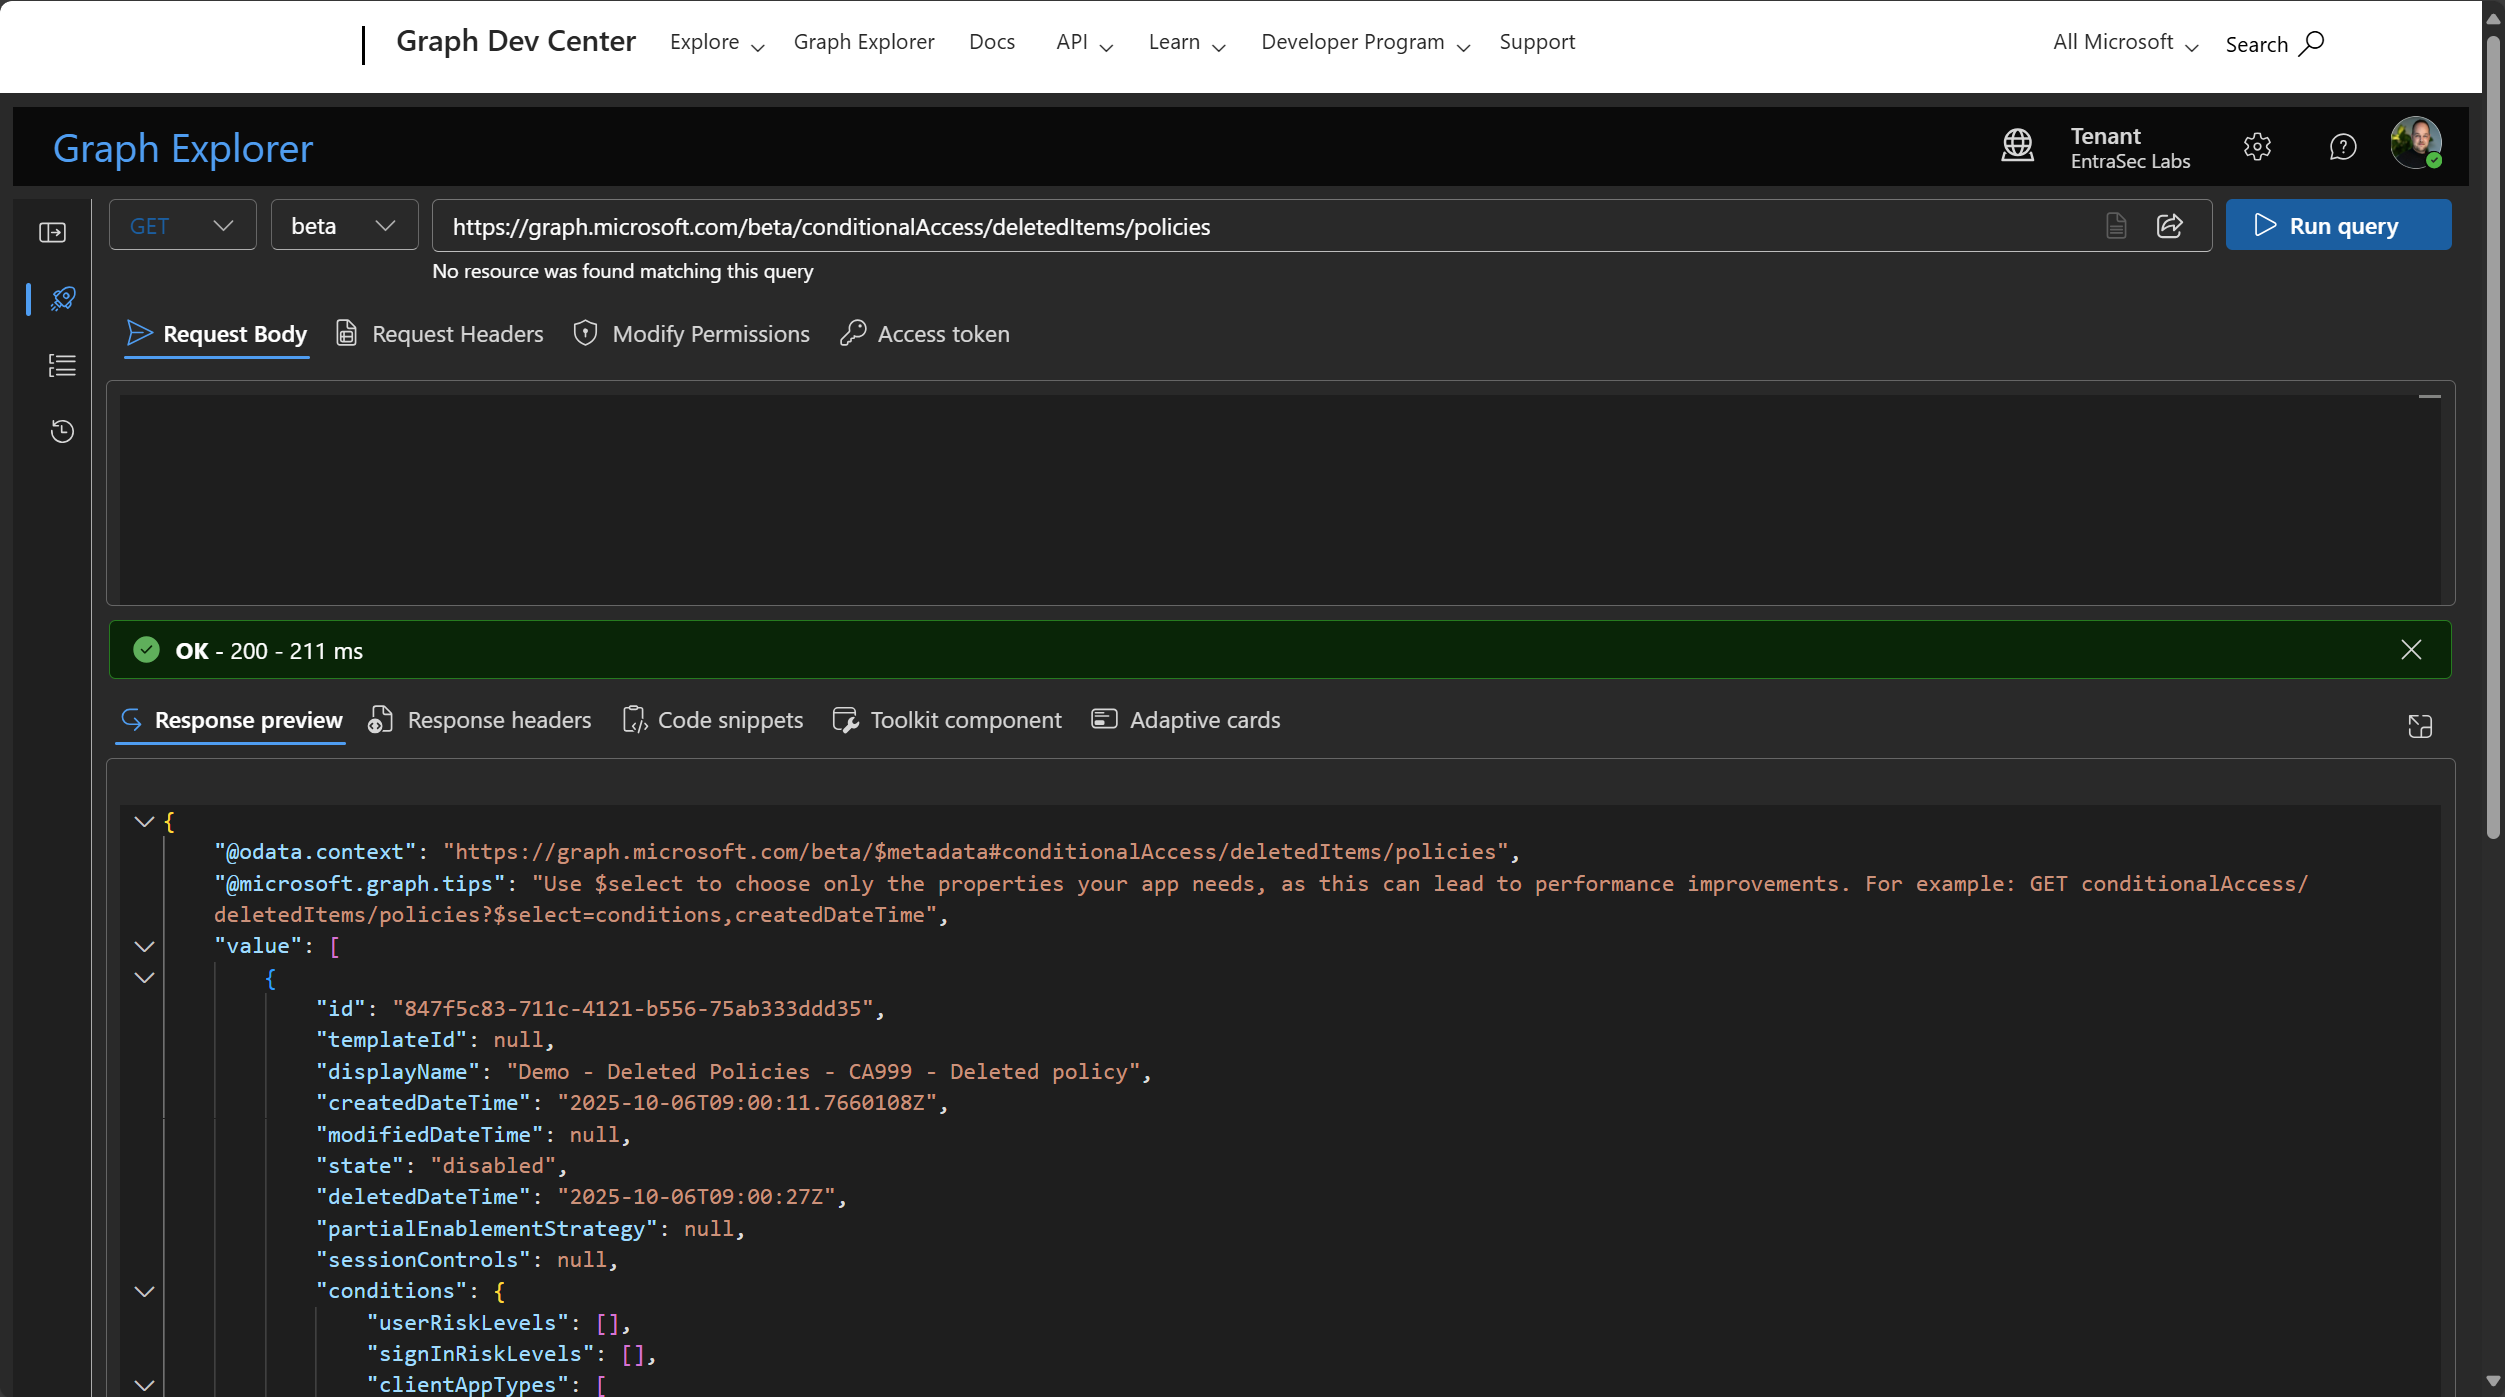 Graph Dev Center Explore Graph Explorer Docs API Learn Developer Program Support All Microsoft Search
Graph Explorer
Tenant
EntraSec Labs
GET beta https://graph.microsoft.com/beta/conditionalAccess/deletedItems/policies Run query
No resource was found matching this query
Request Body Request Headers Modify Permissions Access token
OK - 200 - 211 ms
Response preview Response headers Code snippets Toolkit component Adaptive cards
{
"@odata.context": "https://graph.microsoft.com/beta/$metadata#conditionalAccess/deletedItems/policies",
"@microsoft.graph.tips": "Use $select to choose only the properties your app needs, as this can lead to performance improvements. For example: GET conditionalAccess/
deletedItems/policies?$select=conditions,createdDateTime",
"value": [
{
"id": "847f5c83-711c-4121-b556-75ab333ddd35",
"templateId": null,
"displayName": "Demo - Deleted Policies - CA999 - Deleted policy",
"createdDateTime": "2025-10-06T09:00:11.7660108Z",
"modifiedDateTime": null,
"state": "disabled",
"deletedDateTime": "2025-10-06T09:00:27Z",
"partialEnablementStrategy": null,
"sessionControls": null,
"conditions": {
"userRiskLevels": [],
"signInRiskLevels": [],
"clientAppTypes": [